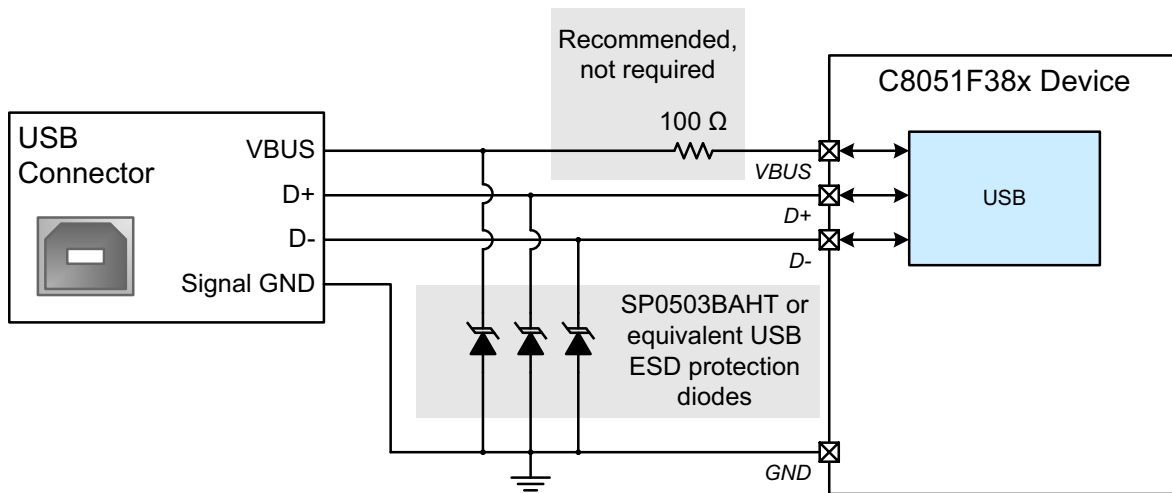 Recommended,
not required
100 Ω
USB
Connector
VBUS
D+
D-
Signal GND
C8051F38x Device
VBUS
D+
D-
USB
SP0503BAHT or
equivalent USB
ESD protection
diodes
GND